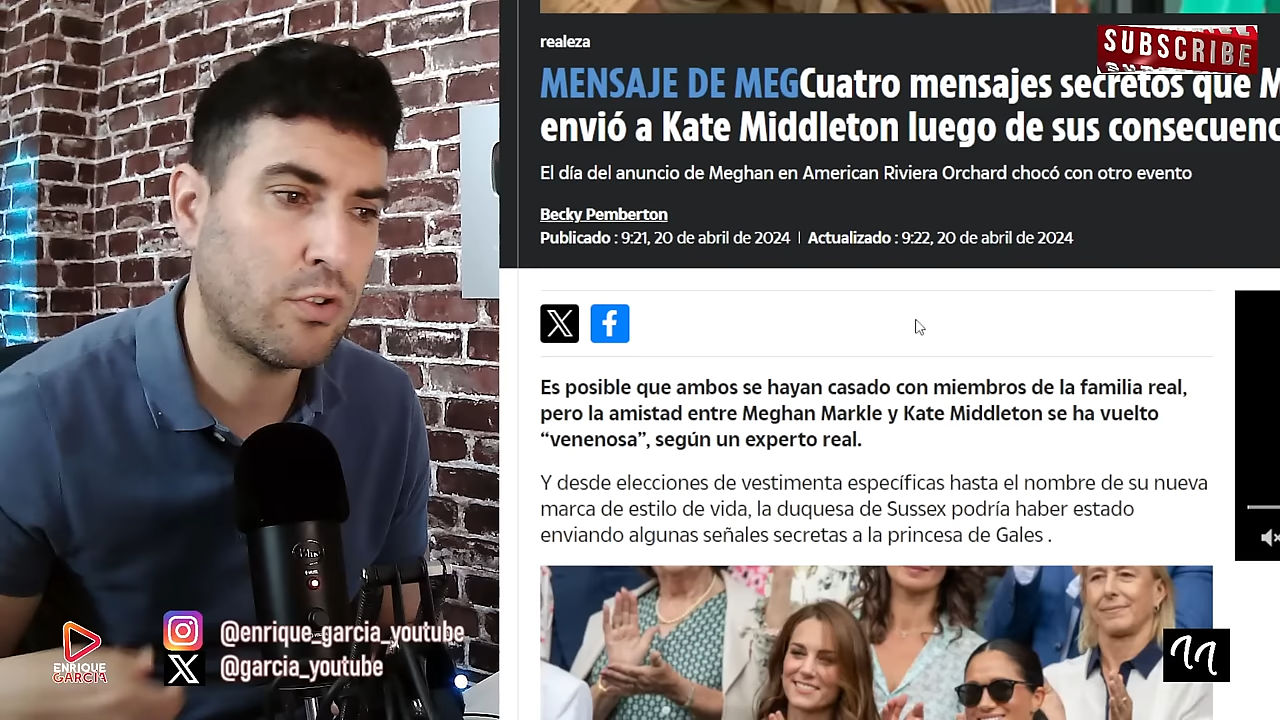 SUBSCRIBE
realeza
MENSAJE DE MEGCuatro mensajes secretos que M
envió a Kate Middleton luego de sus consecuenc
El día del anuncio de Meghan en American Riviera Orchard chocó con otro evento
Becky Pemberton
Publicado : 9:21, 20 de abril de 2024 | Actualizado : 9:22, 20 de abril de 2024
Es posible que ambos se hayan casado con miembros de la familia real,
pero la amistad entre Meghan Markle y Kate Middleton se ha vuelto
“venenosa”, según un experto real.
Y desde elecciones de vestimenta específicas hasta el nombre de su nueva
marca de estilo de vida, la duquesa de Sussex podría haber estado
enviando algunas señales secretas a la princesa de Gales .
@enrique_garcia_youtube
@garcia_youtube
ENRIQUE
GARCIA